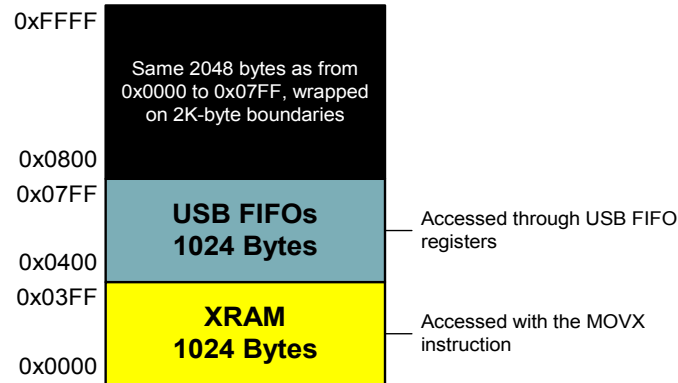 0xFFFF
Same 2048 bytes as from
0x0000 to 0x07FF, wrapped
on 2K-byte boundaries
0x0800
0x07FF
USB FIFOs
1024 Bytes
Accessed through USB FIFO
registers
0x0400
0x03FF
XRAM
1024 Bytes
Accessed with the MOVX
instruction
0x0000